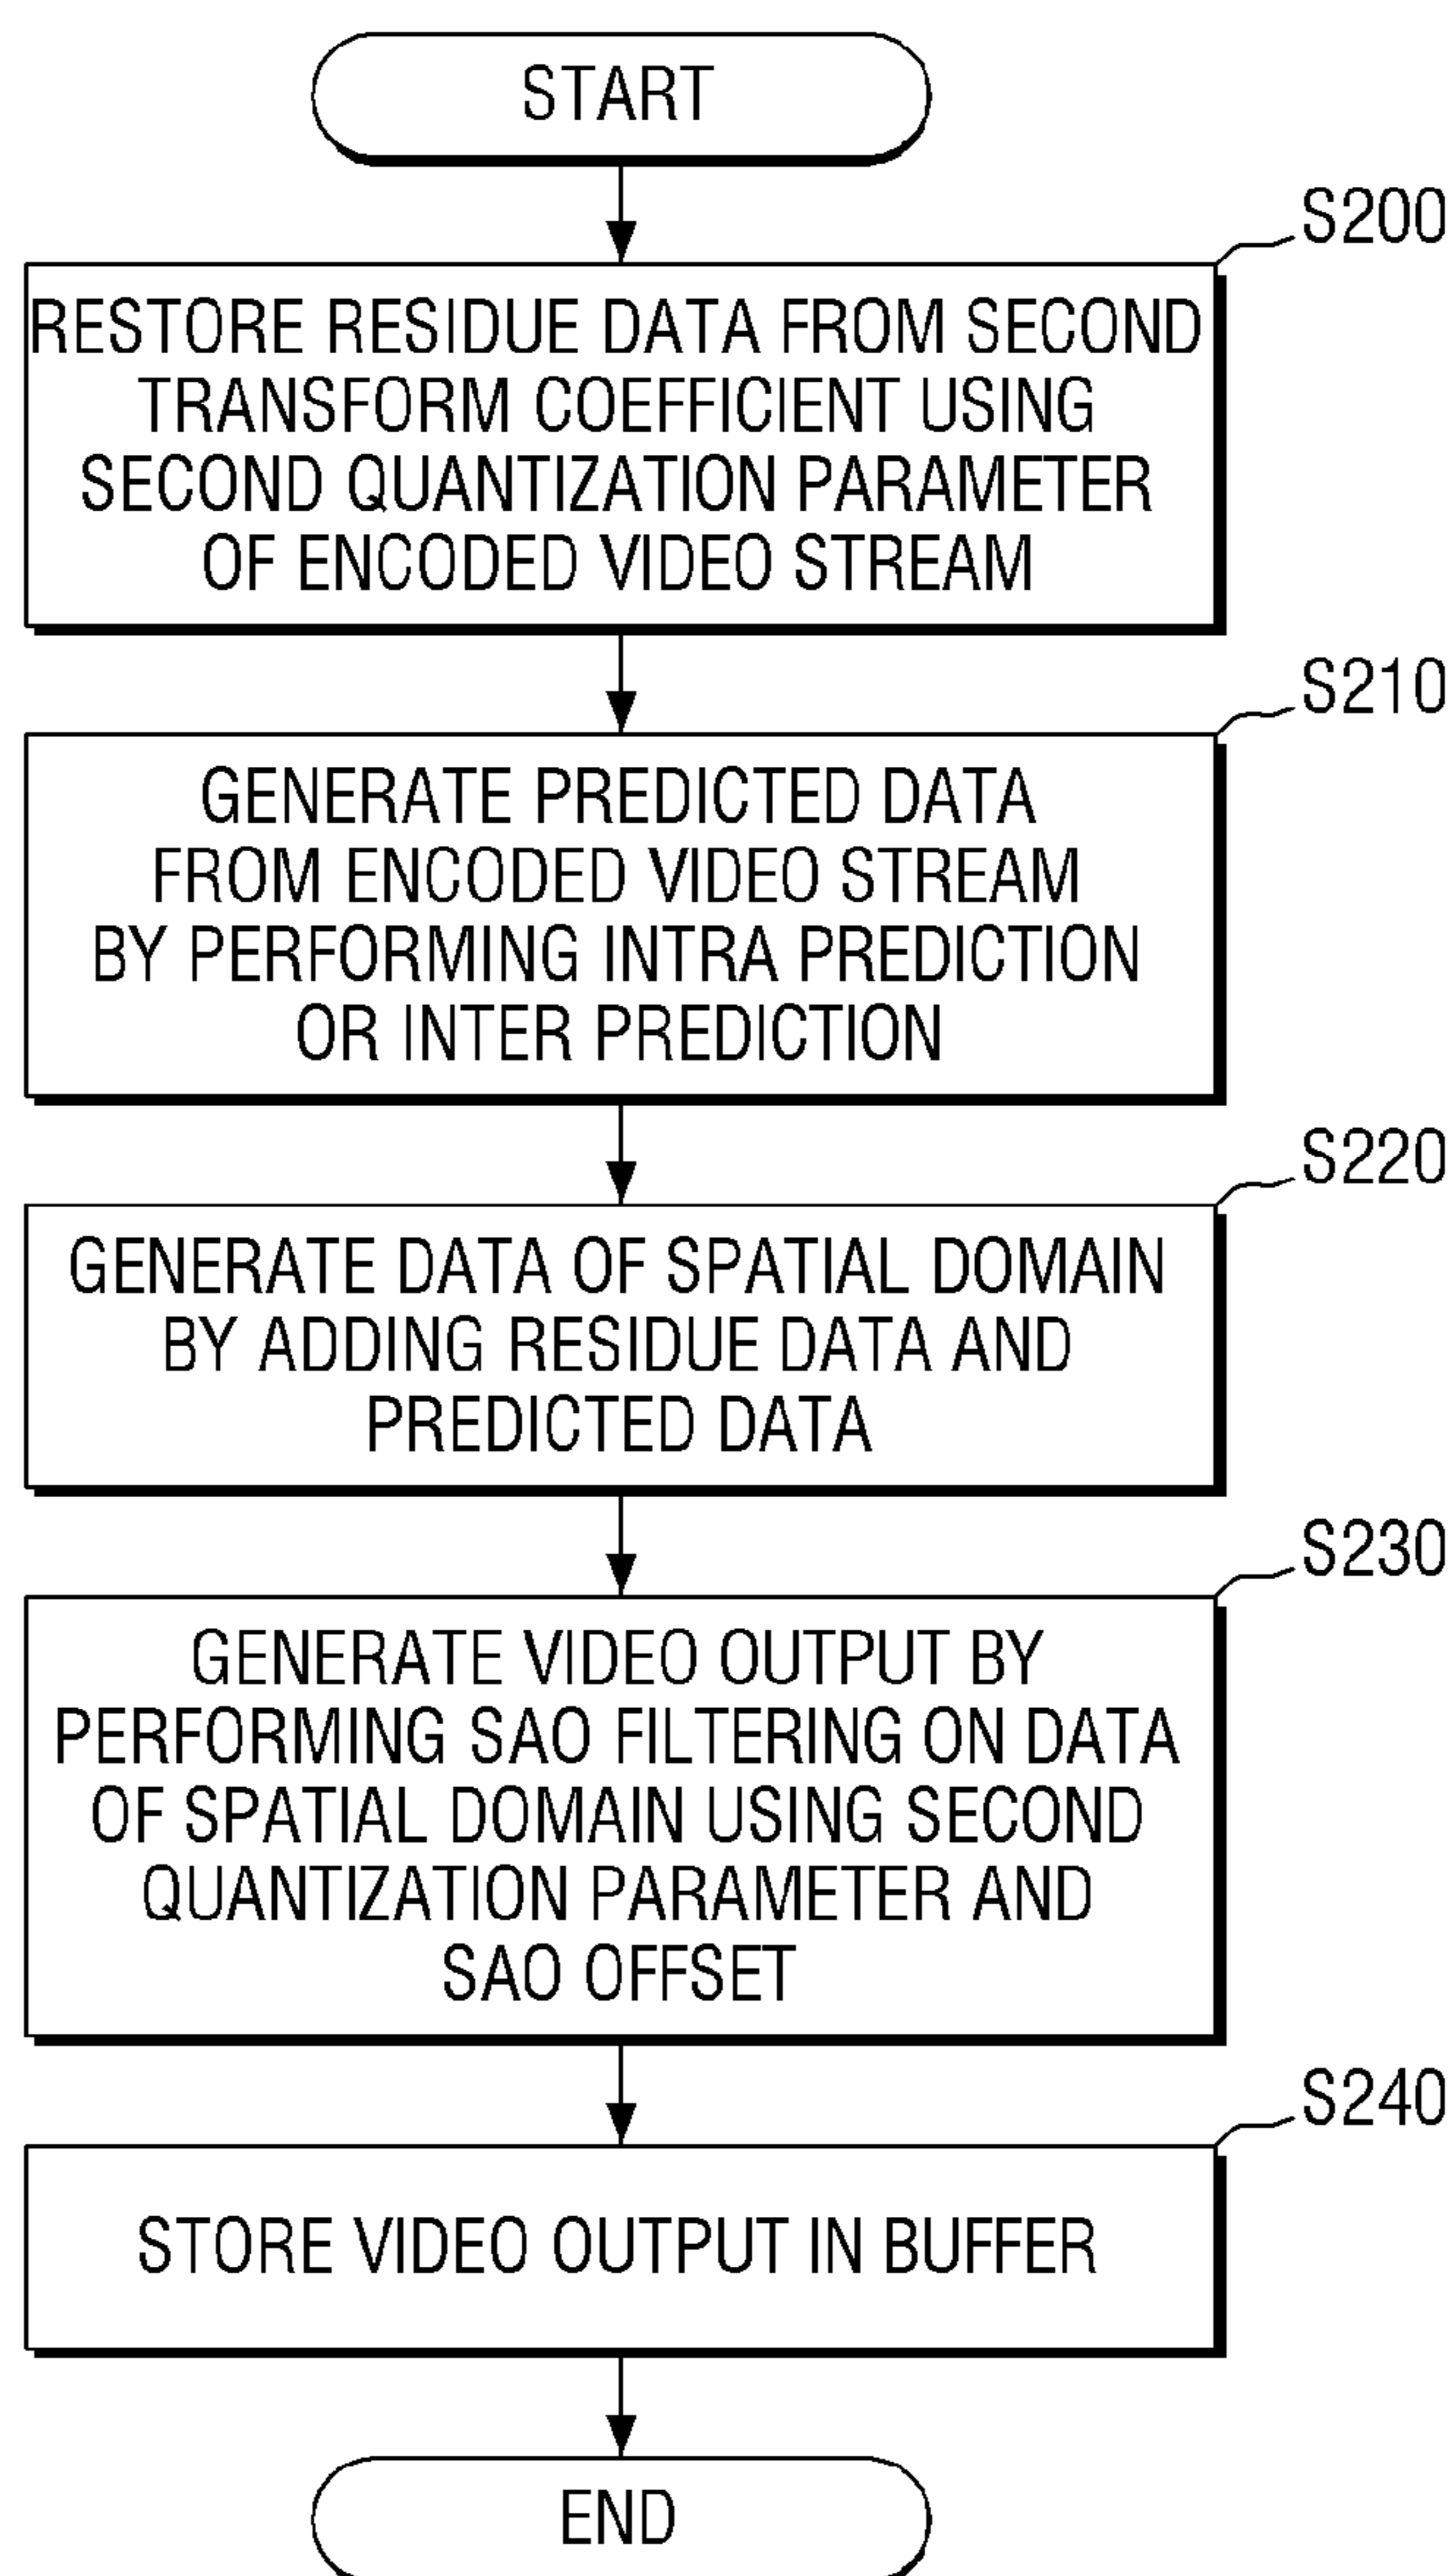 START
S200
RESTORE RESIDUE DATA FROM SECOND
TRANSFORM COEFFICIENT USING
SECOND QUANTIZATION PARAMETER
OF ENCODED VIDEO STREAM
S210
GENERATE PREDICTED DATA
FROM ENCODED VIDEO STREAM
BY PERFORMING INTRA PREDICTION
OR INTER PREDICTION
S220
GENERATE DATA OF SPATIAL DOMAIN
BY ADDING RESIDUE DATA AND
PREDICTED DATA
S230
GENERATE VIDEO OUTPUT BY
PERFORMING SAO FILTERING ON DATA
OF SPATIAL DOMAIN USING SECOND
QUANTIZATION PARAMETER AND
SAO OFFSET
S240
STORE VIDEO OUTPUT IN BUFFER
END